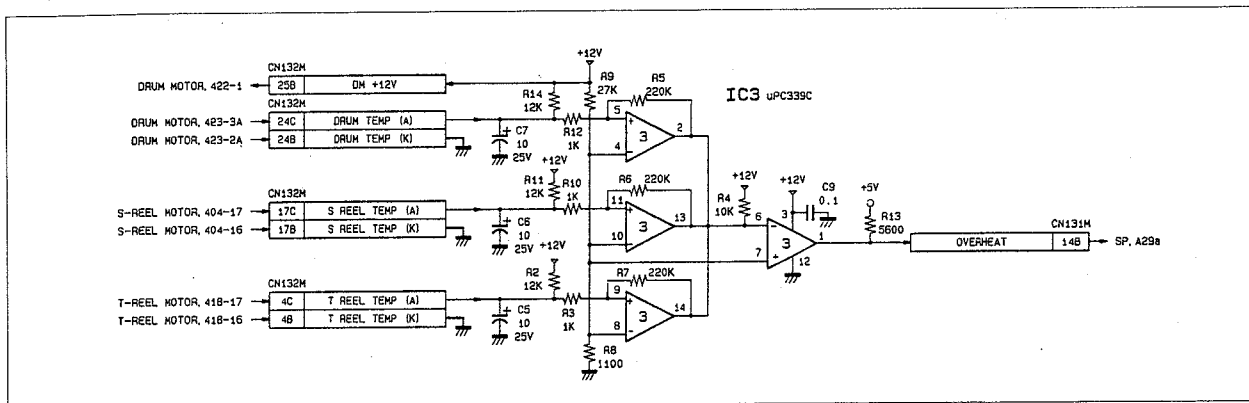 +12V
CN132M
DRUM MOTOR, 422-1
25B
DM +12V
R14
12K
R9
27K
R5
220K
IC3 uPC339C
CN132M
DRUM MOTOR, 423-3A
24C
DRUM TEMP (A)
DRUM MOTOR, 423-2A
24B
DRUM TEMP (K)
C7
10
25V
R12
1K
5
+
3
2
4
-
+12V
R11
12K
R10
1K
R6
220K
CN132M
S-REEL MOTOR, 404-17
17C
S REEL TEMP (A)
S-REEL MOTOR, 404-16
17B
S REEL TEMP (K)
C6
10
25V
11
+
3
13
10
-
+12V
R4
10K
+12V
C9
0.1
3
6
-
3
1
7
+
12
+5V
R13
5600
CN131M
OVERHEAT
14B
SP, A29a
+12V
R2
12K
R3
1K
R7
220K
CN132M
T-REEL MOTOR, 418-17
4C
T REEL TEMP (A)
T-REEL MOTOR, 418-16
4B
T REEL TEMP (K)
C5
10
25V
9
+
3
14
8
-
R8
1100